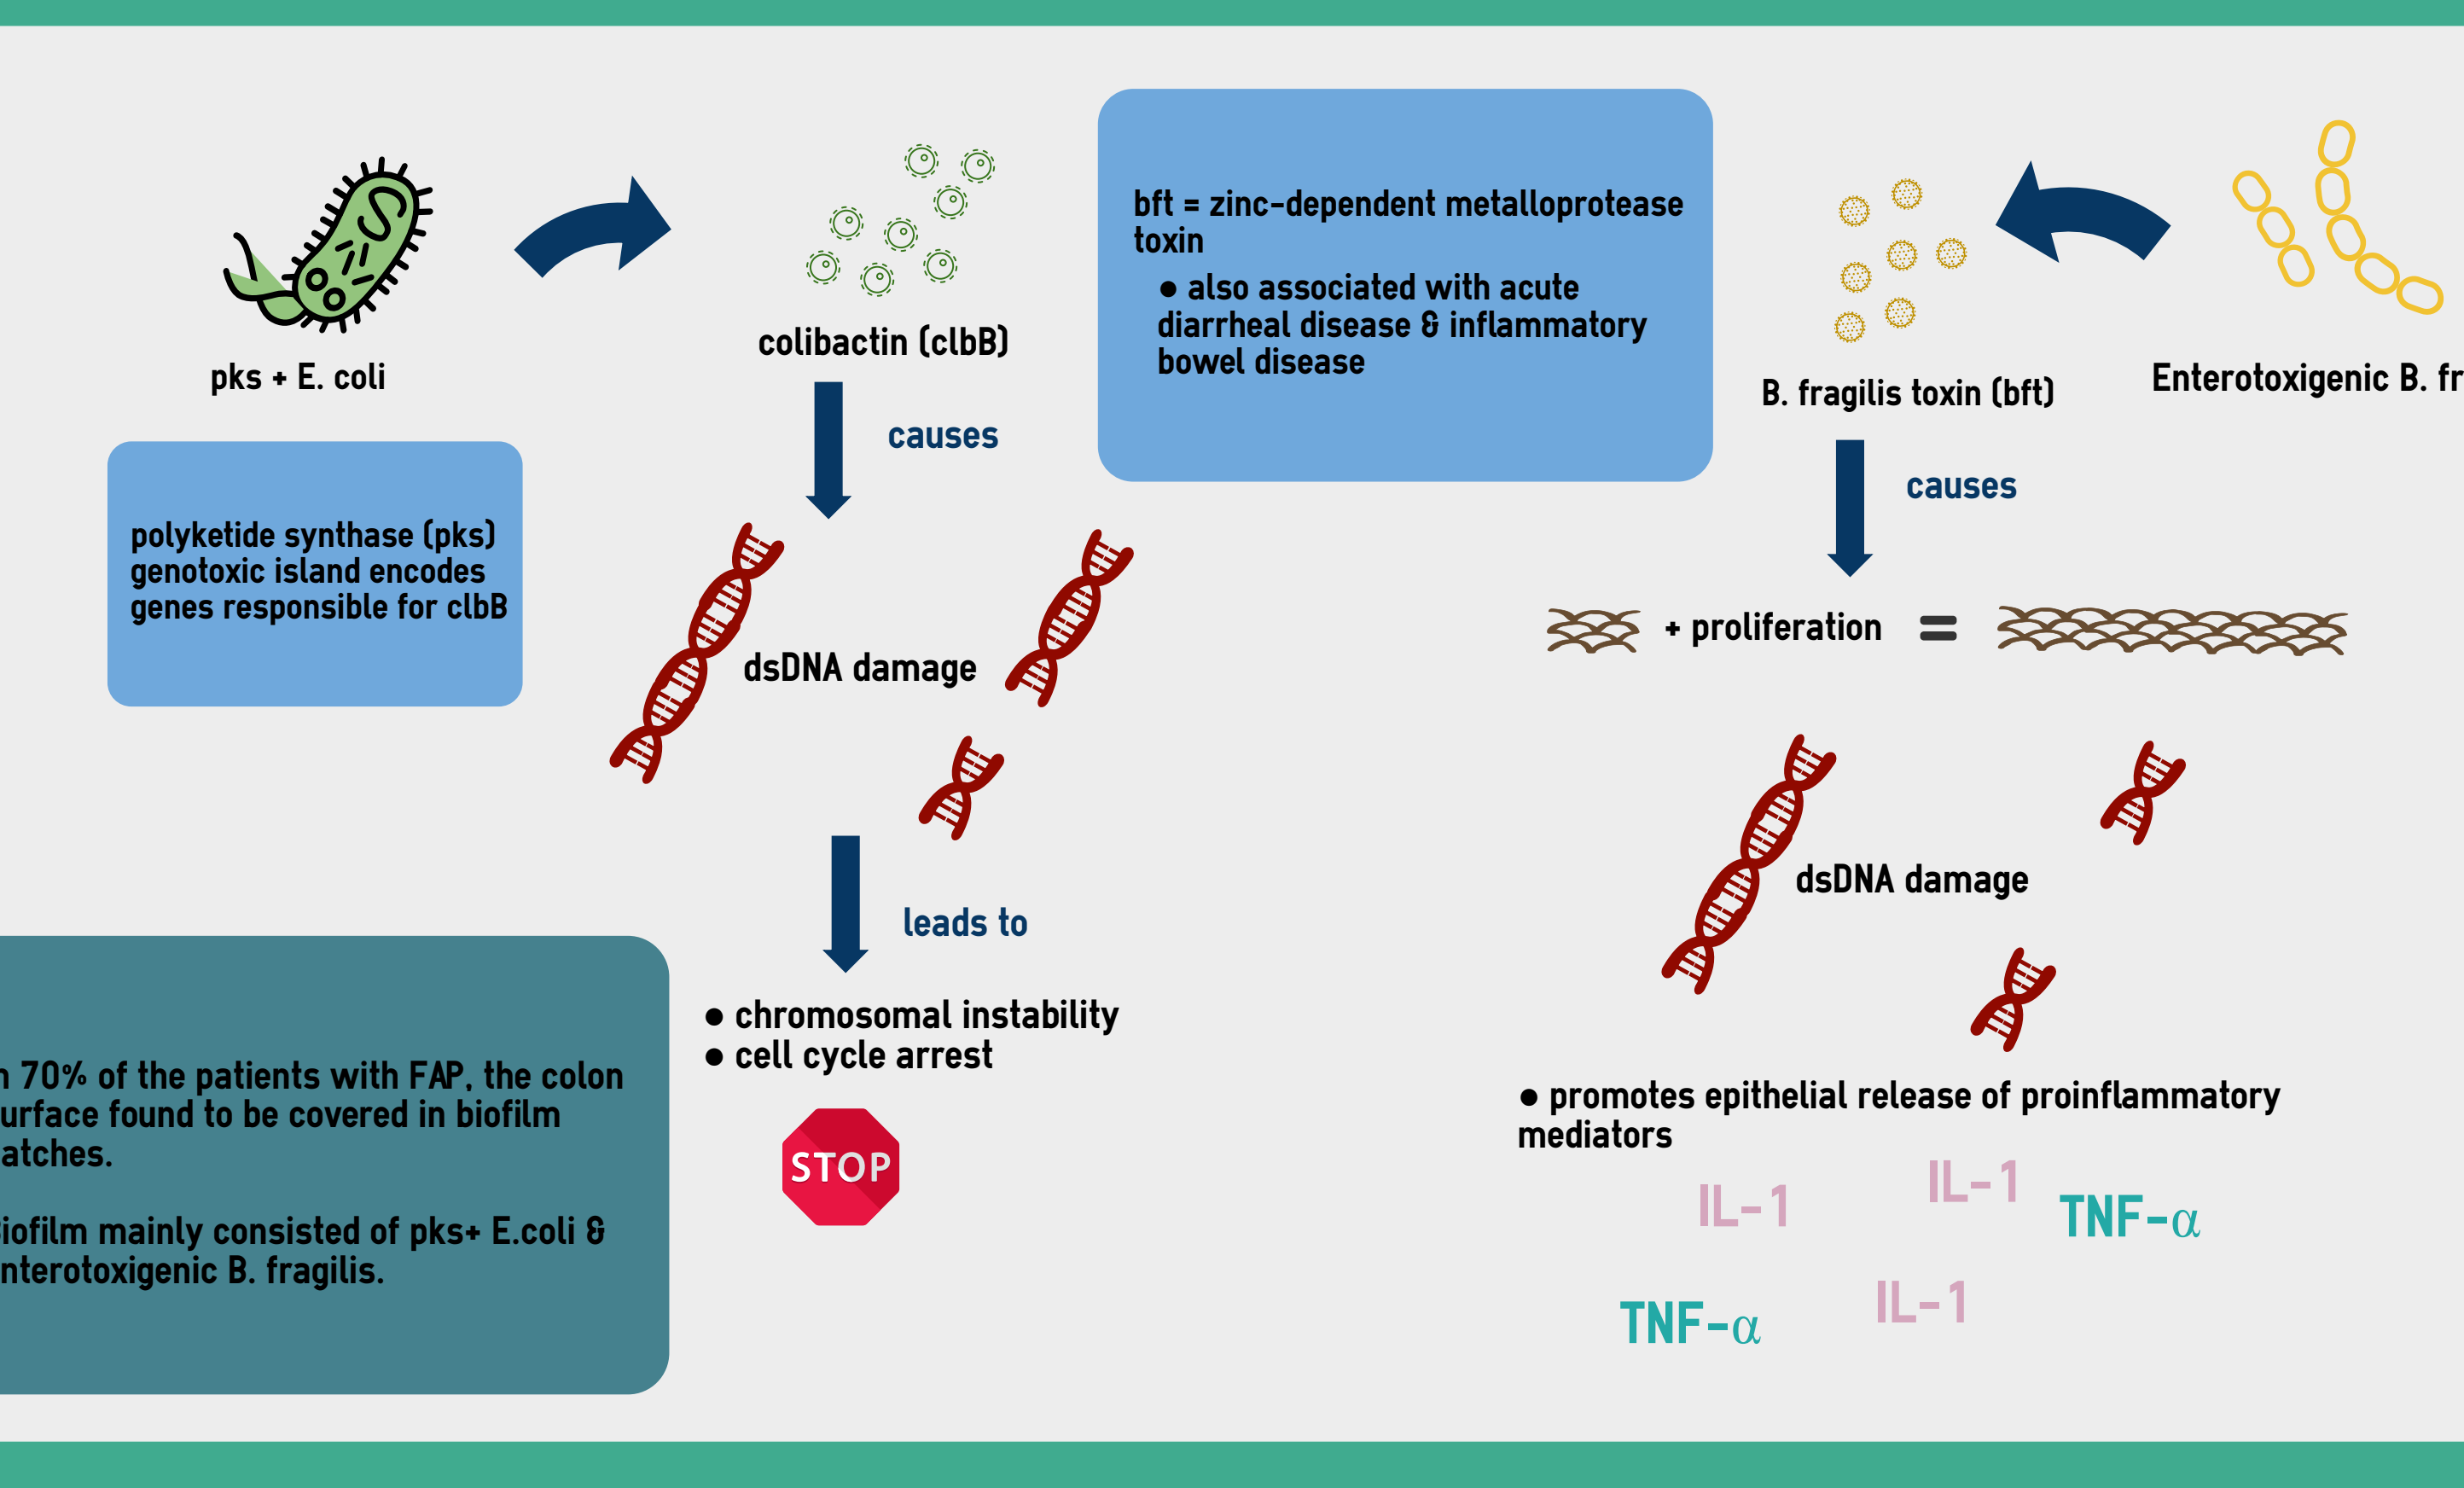 pks + E. coli
polyketide synthase (pks)
genotoxic island encodes
genes responsible for clbB
colibactin (clbB)
causes
dsDNA damage
leads to
● chromosomal instability
● cell cycle arrest
STOP
70% of the patients with FAP, the colon
found to be covered in biofilm
mainly consisted of pks+ E.coli &
B. fragilis.
bft = zinc-dependent metalloprotease
toxin
● also associated with acute
diarrheal disease & inflammatory
bowel disease
B. fragilis toxin (bft)
Enterotoxigenic B. fr
causes
+ proliferation =
dsDNA damage
● promotes epithelial release of proinflammatory
mediators
IL-1
IL-1
TNF-α
IL-1
TNF-α